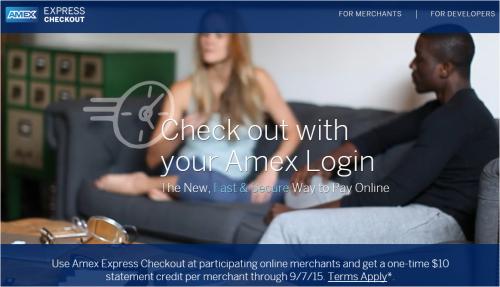 AMEX EXPRESS
CHECKOUT
FOR MERCHANTS | FOR DEVELOPERS
Check out with
your Amex Login
The New, Fast & Secure Way to Pay Online
Use Amex Express Checkout at participating online merchants and get a one-time $10
statement credit per merchant through 9/7/15. Terms Apply*.